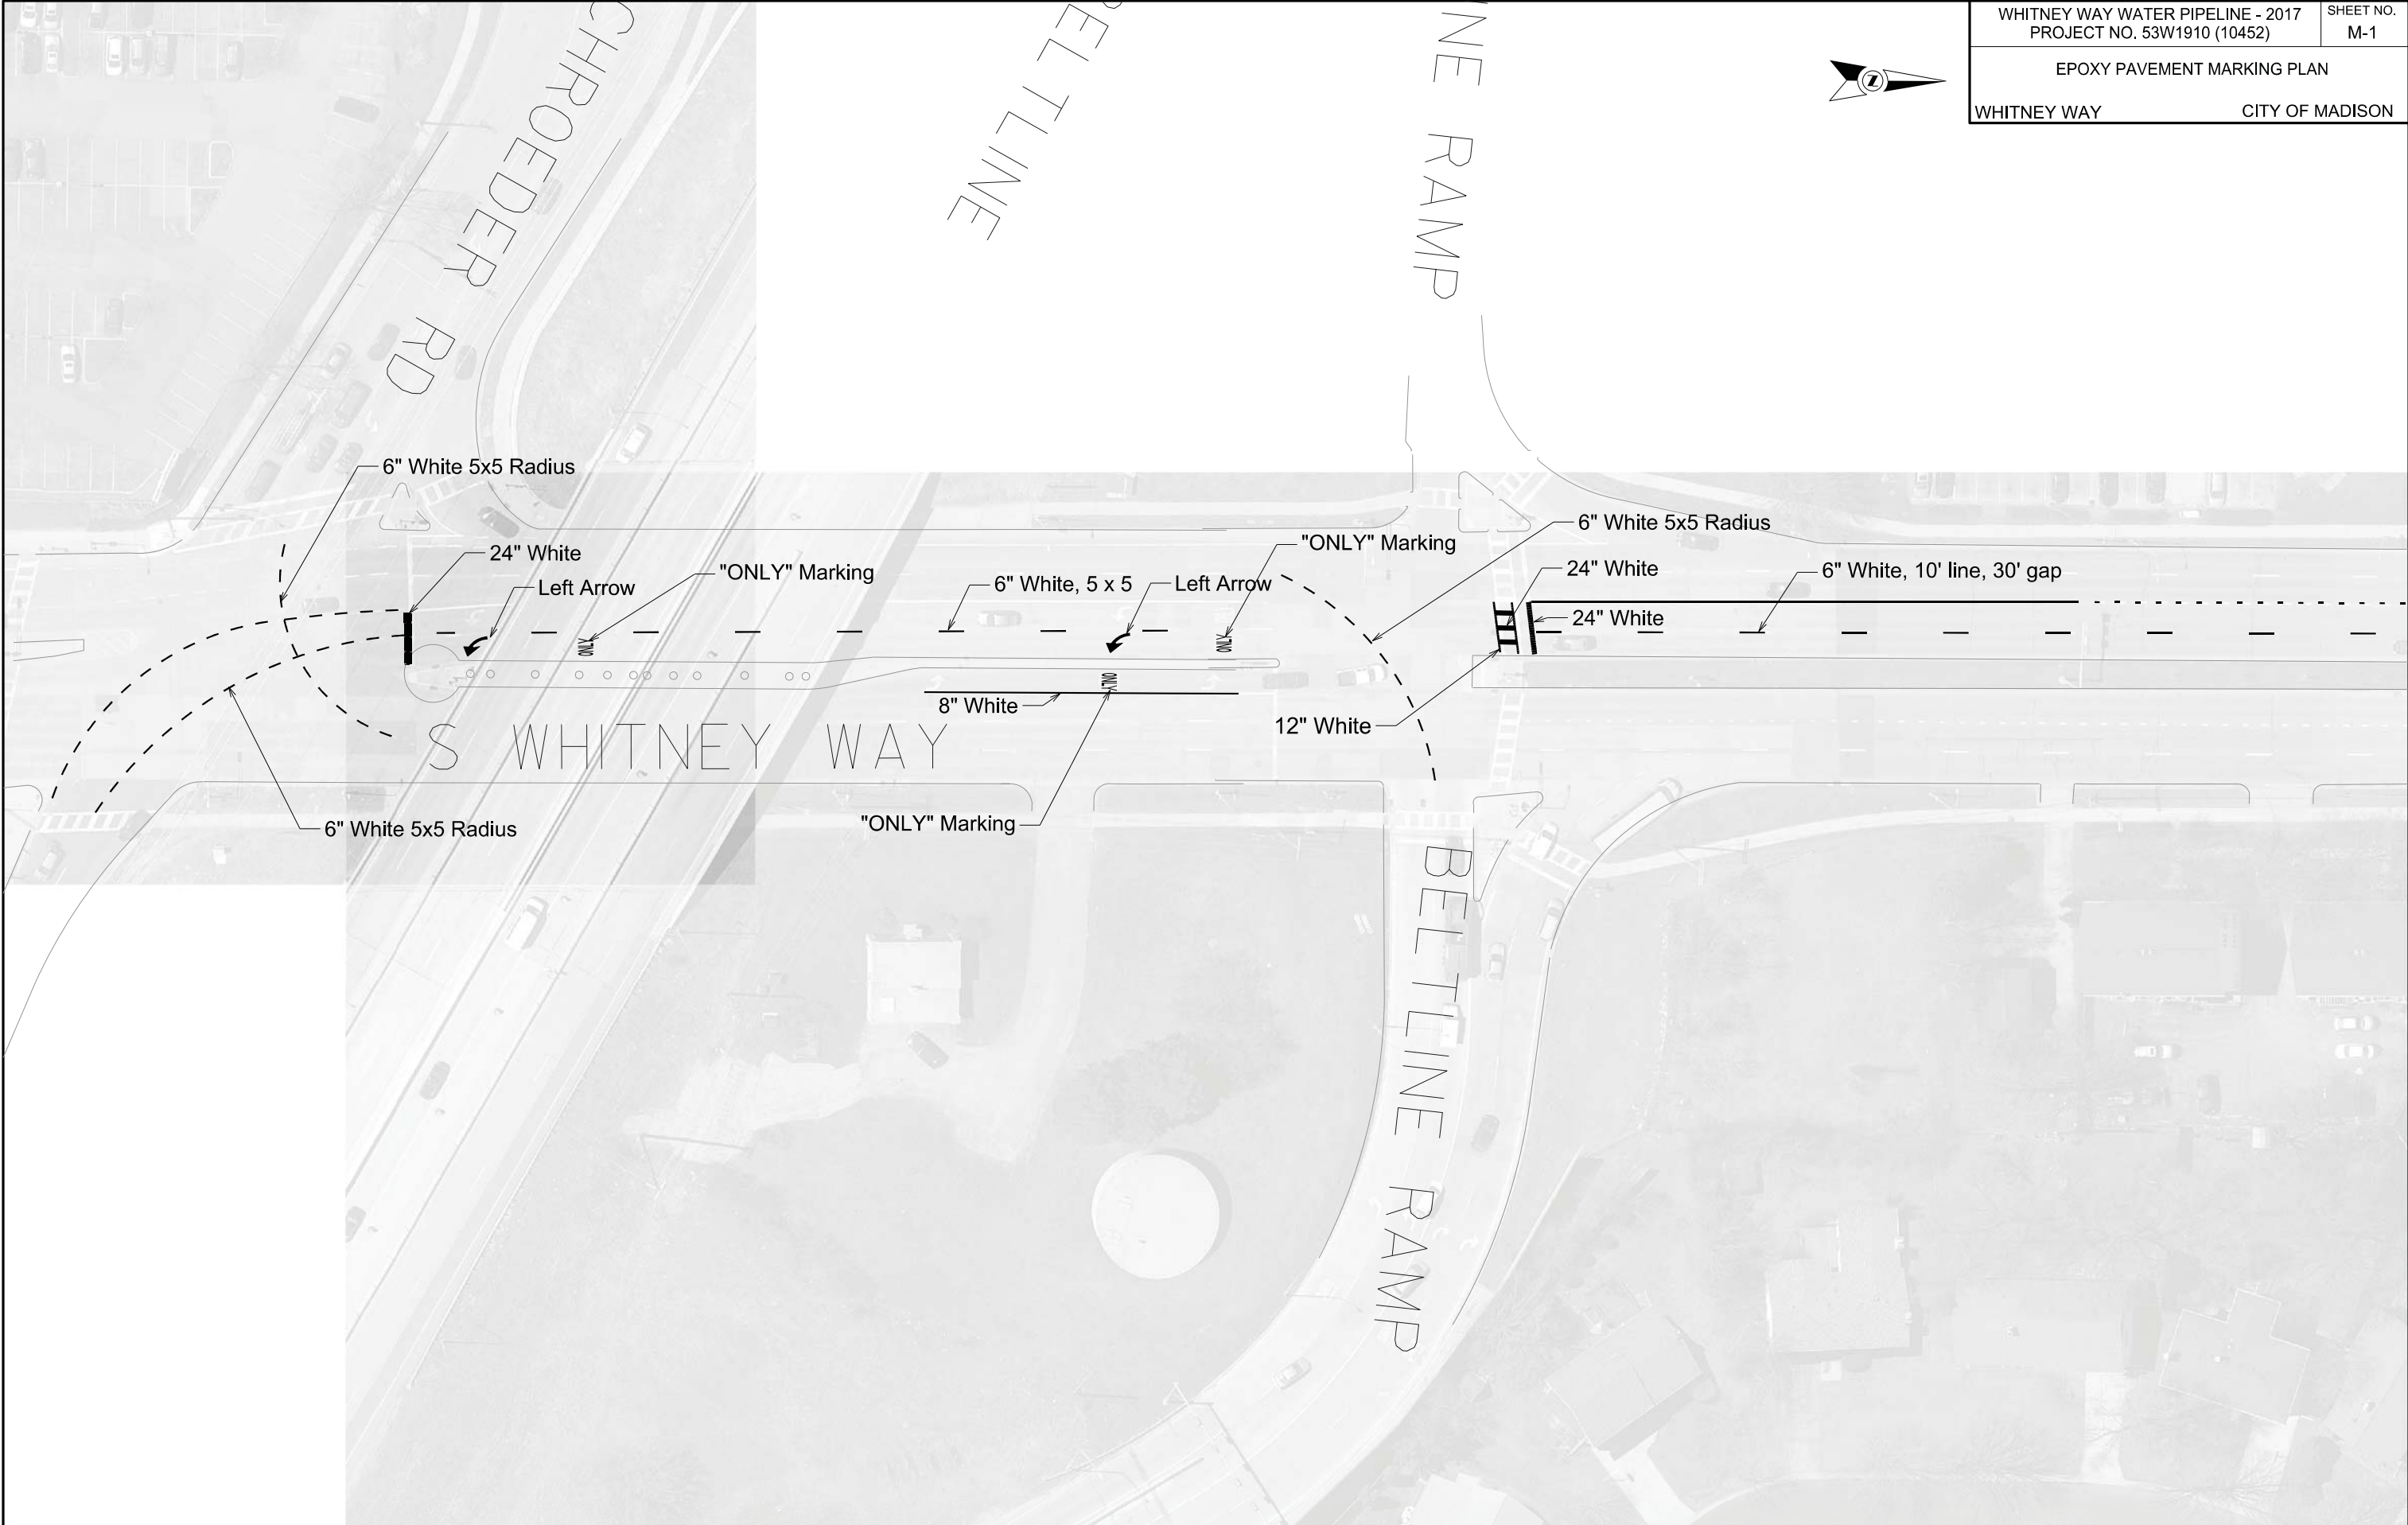 WHITNEY WAY WATER PIPELINE - 2017
PROJECT NO. 53W1910 (10452)
SHEET NO.
M-1
EPOXY PAVEMENT MARKING PLAN
WHITNEY WAY
CITY OF MADISON
Z
CHROEDER RD
BELTLINE
NE RAMP
6" White 5x5 Radius
24" White
Left Arrow
"ONLY" Marking
6" White, 5 x 5
Left Arrow
"ONLY" Marking
6" White 5x5 Radius
24" White
6" White, 10' line, 30' gap
24" White
ONLY
ONLY
ONLY
8" White
12" White
S WHITNEY WAY
6" White 5x5 Radius
"ONLY" Marking
BELTLINE RAMP